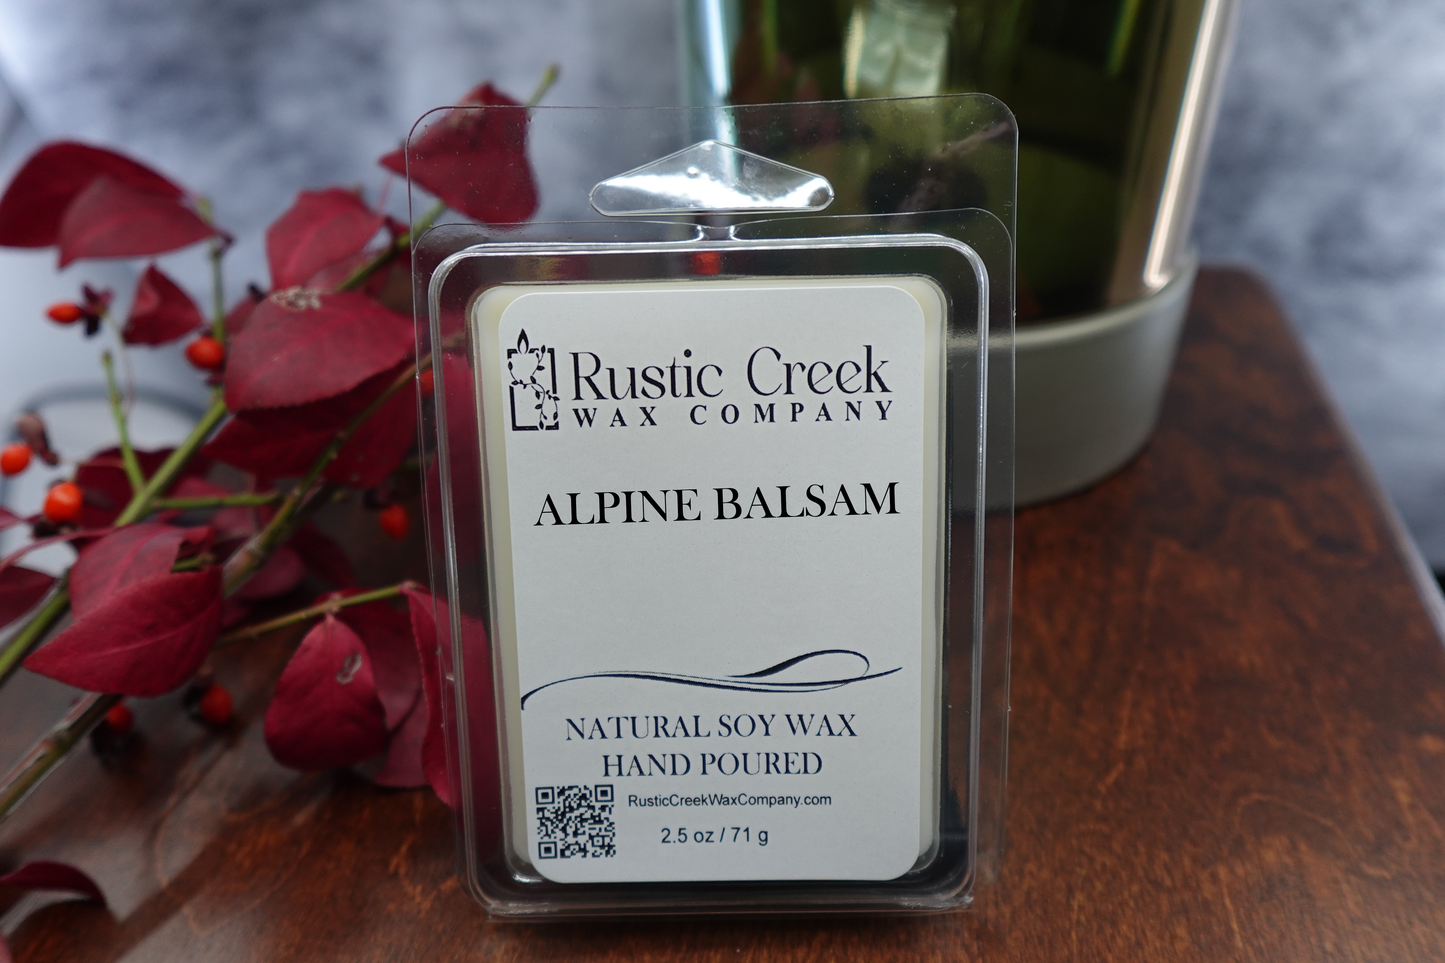 Rustic Creek
WAX COMPANY
ALPINE BALSAM
NATURAL SOY WAX
HAND POURED
RusticCreekWaxCompany.com
2.5 oz / 71 g